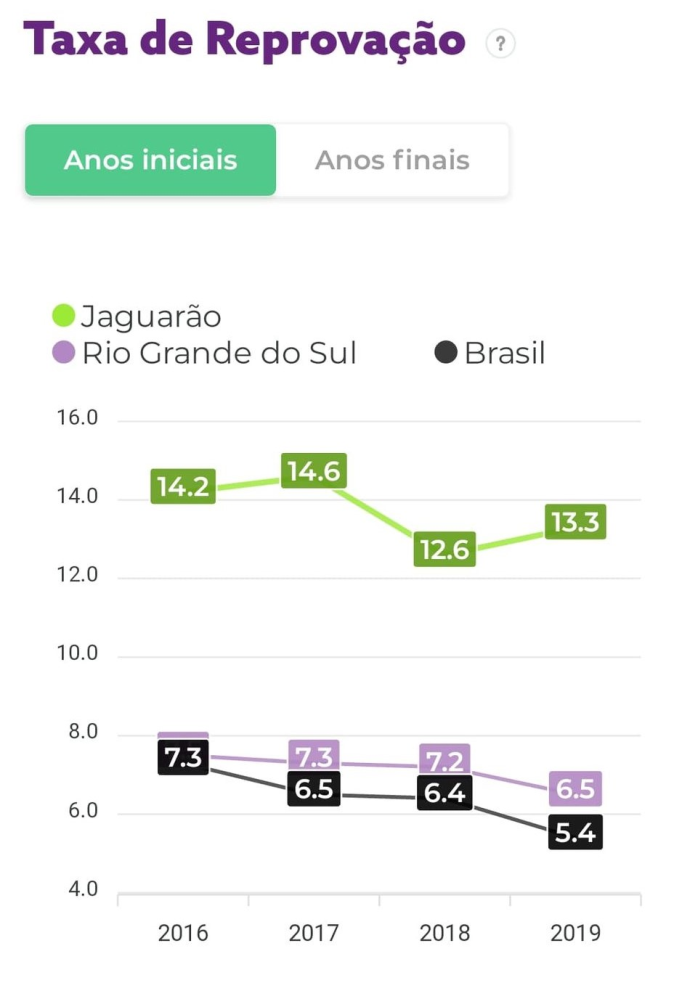 Taxa de Reprovação ?
Anos iniciais Anos finais
Jaguarão
Rio Grande do Sul Brasil
16.0
14.6
14.2
14.0
13.3
12.6
12.0
10.0
8.0
7.3 7.3 7.2
6.5 6.4 6.5
6.0
5.4
4.0
2016 2017 2018 2019